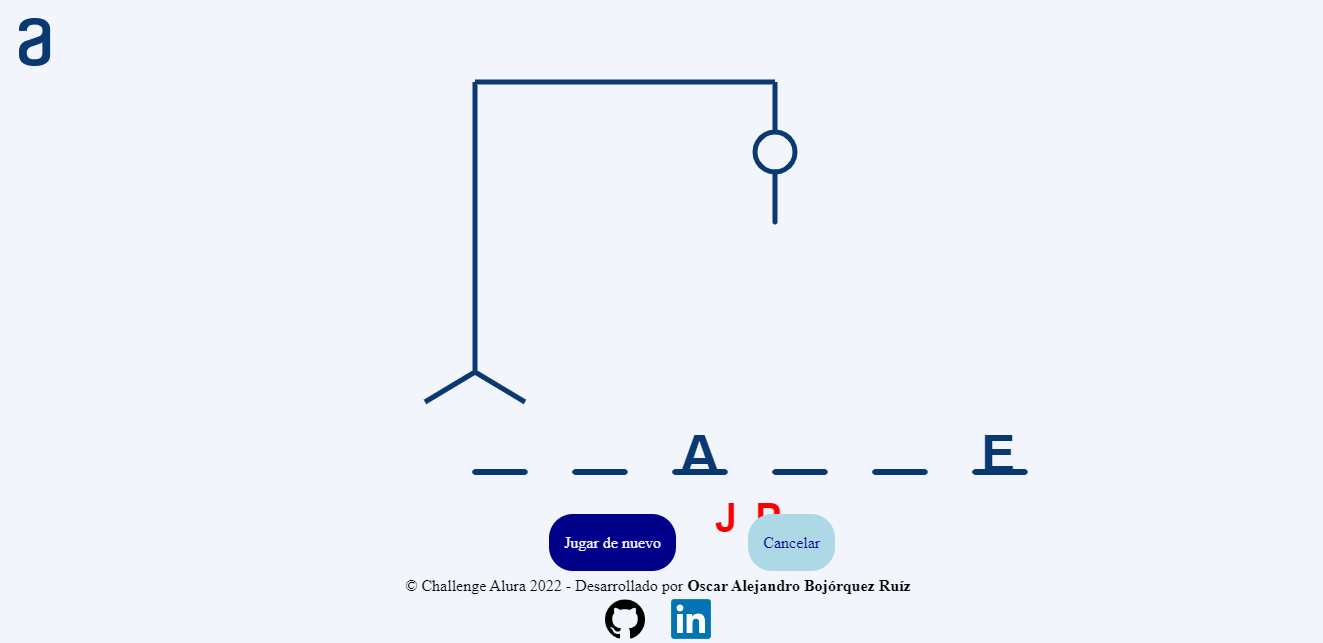 a
A E
J
Jugar de nuevo Cancelar
© Challenge Alura 2022 - Desarrollado por Oscar Alejandro Bojórquez Ruíz
in